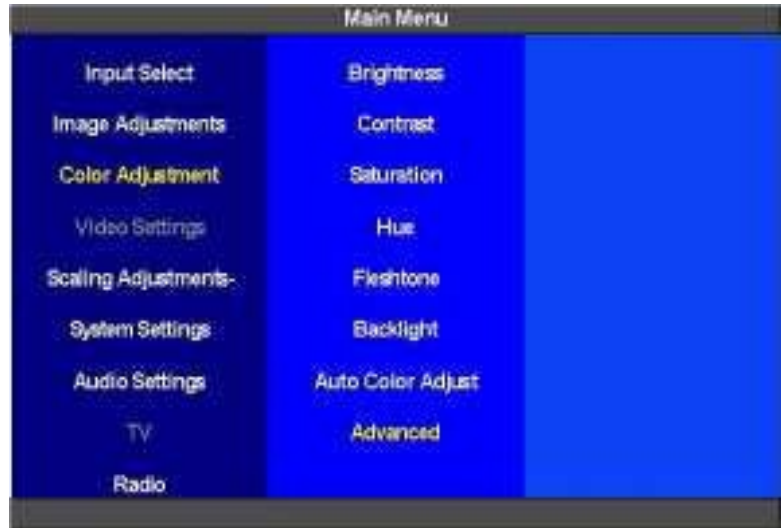 Main Menu
Input Select
Image Adjustments
Color Adjustment
Video Settings
Scaling Adjustments-
System Settings
Audio Settings
TV
Radio
Brightness
Contrast
Saturation
Hue
Fleshtone
Backlight
Auto Color Adjust
Advanced